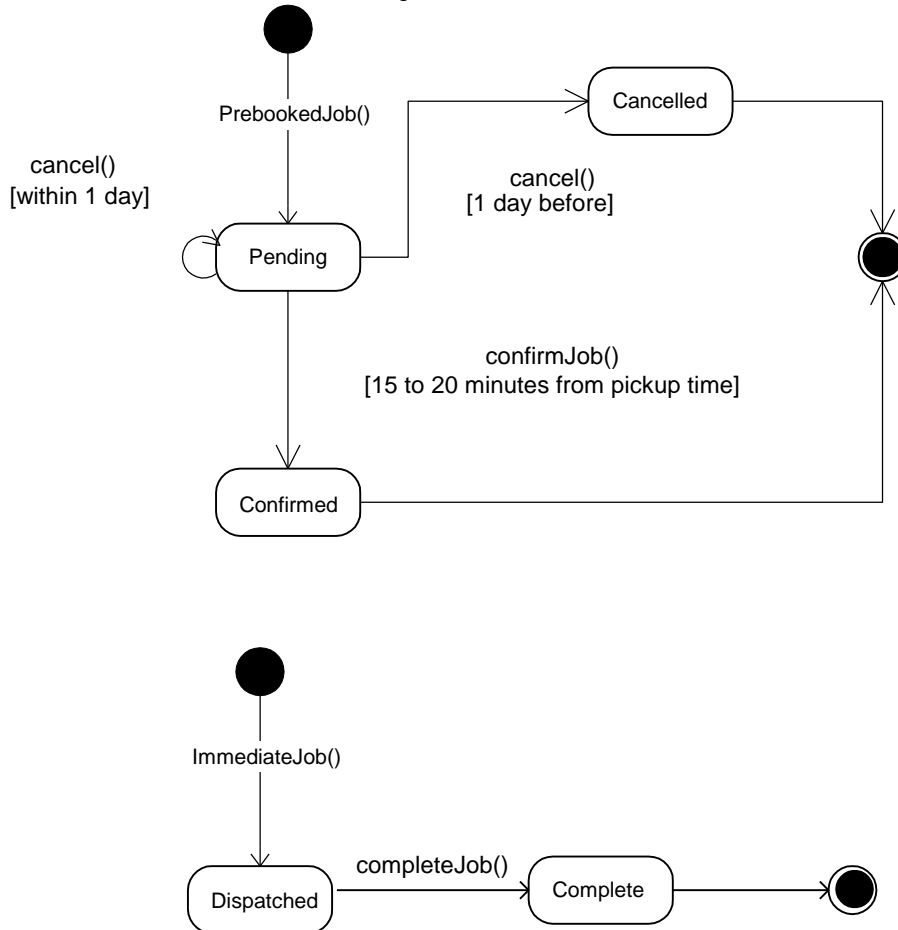 PrebookedJob()
Cancelled
cancel()
[within 1 day]
cancel()
[1 day before]
Pending
confirmJob()
[15 to 20 minutes from pickup time]
Confirmed
ImmediateJob()
completeJob()
Dispatched
Complete